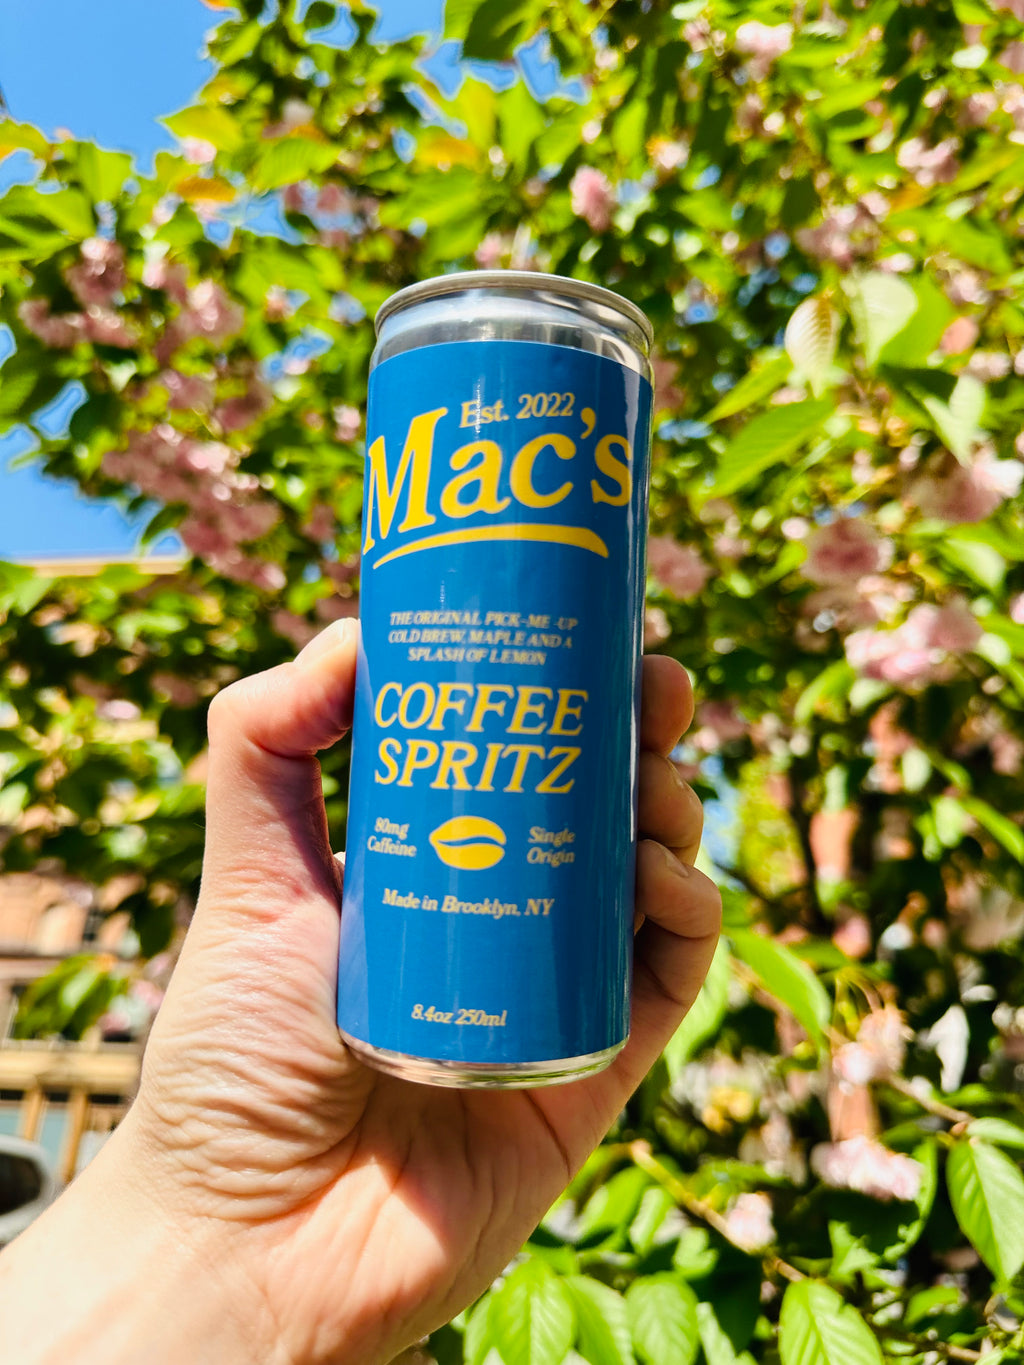 Est. 2022
Mac's
THE ORIGINAL PICK-ME-UP
COLD BREW, MAPLE AND A
SPLASH OF LEMON
COFFEE
SPRITZ
80mg
Caffeine
Single
Origin
Made in Brooklyn, NY
8.4oz 250ml